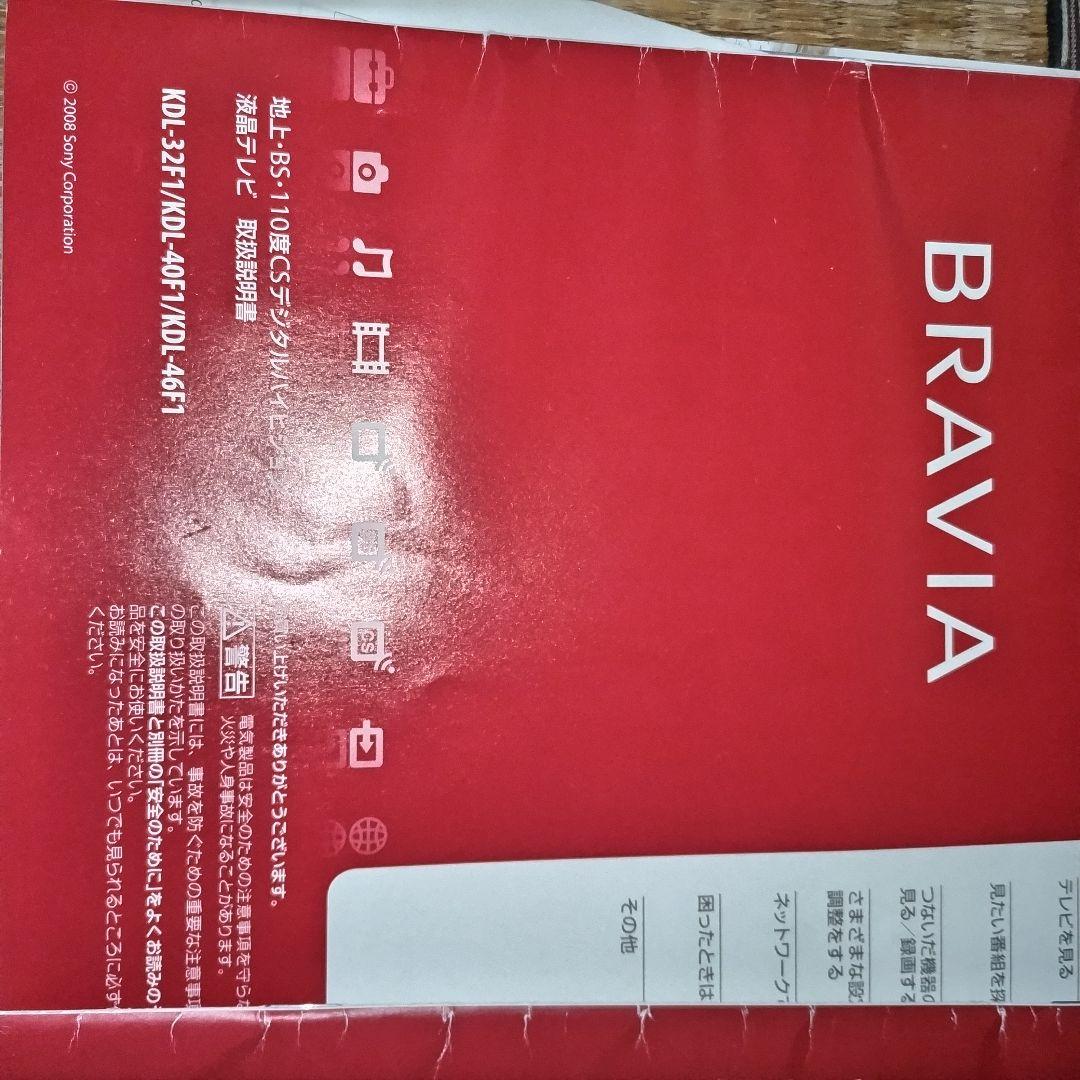 BRAVIA
テレビを見る
見たい番組を探
つないだ機器の
見る／録画する
さまざまな設定
調整をする
ネットワーク
困ったときは
その他
地上・BS・110度CSデジタルハイビジョ
液晶テレビ 取扱説明書
KDL-32F1/KDL-40F1/KDL-46F1
© 2008 Sony Corporation
買い上げいただきありがとうございます。
警告
電気製品は安全のための注意事項を守らな
火災や人身事故になることがあります。
この取扱説明書には、事故を防ぐための重要な注意事項
の取り扱いかたを示しています。
この取扱説明書と別冊の「安全のために」をよくお読みの
品を安全にお使いください。
お読みになったあとは、いつでも見られるところに必ず
ください。